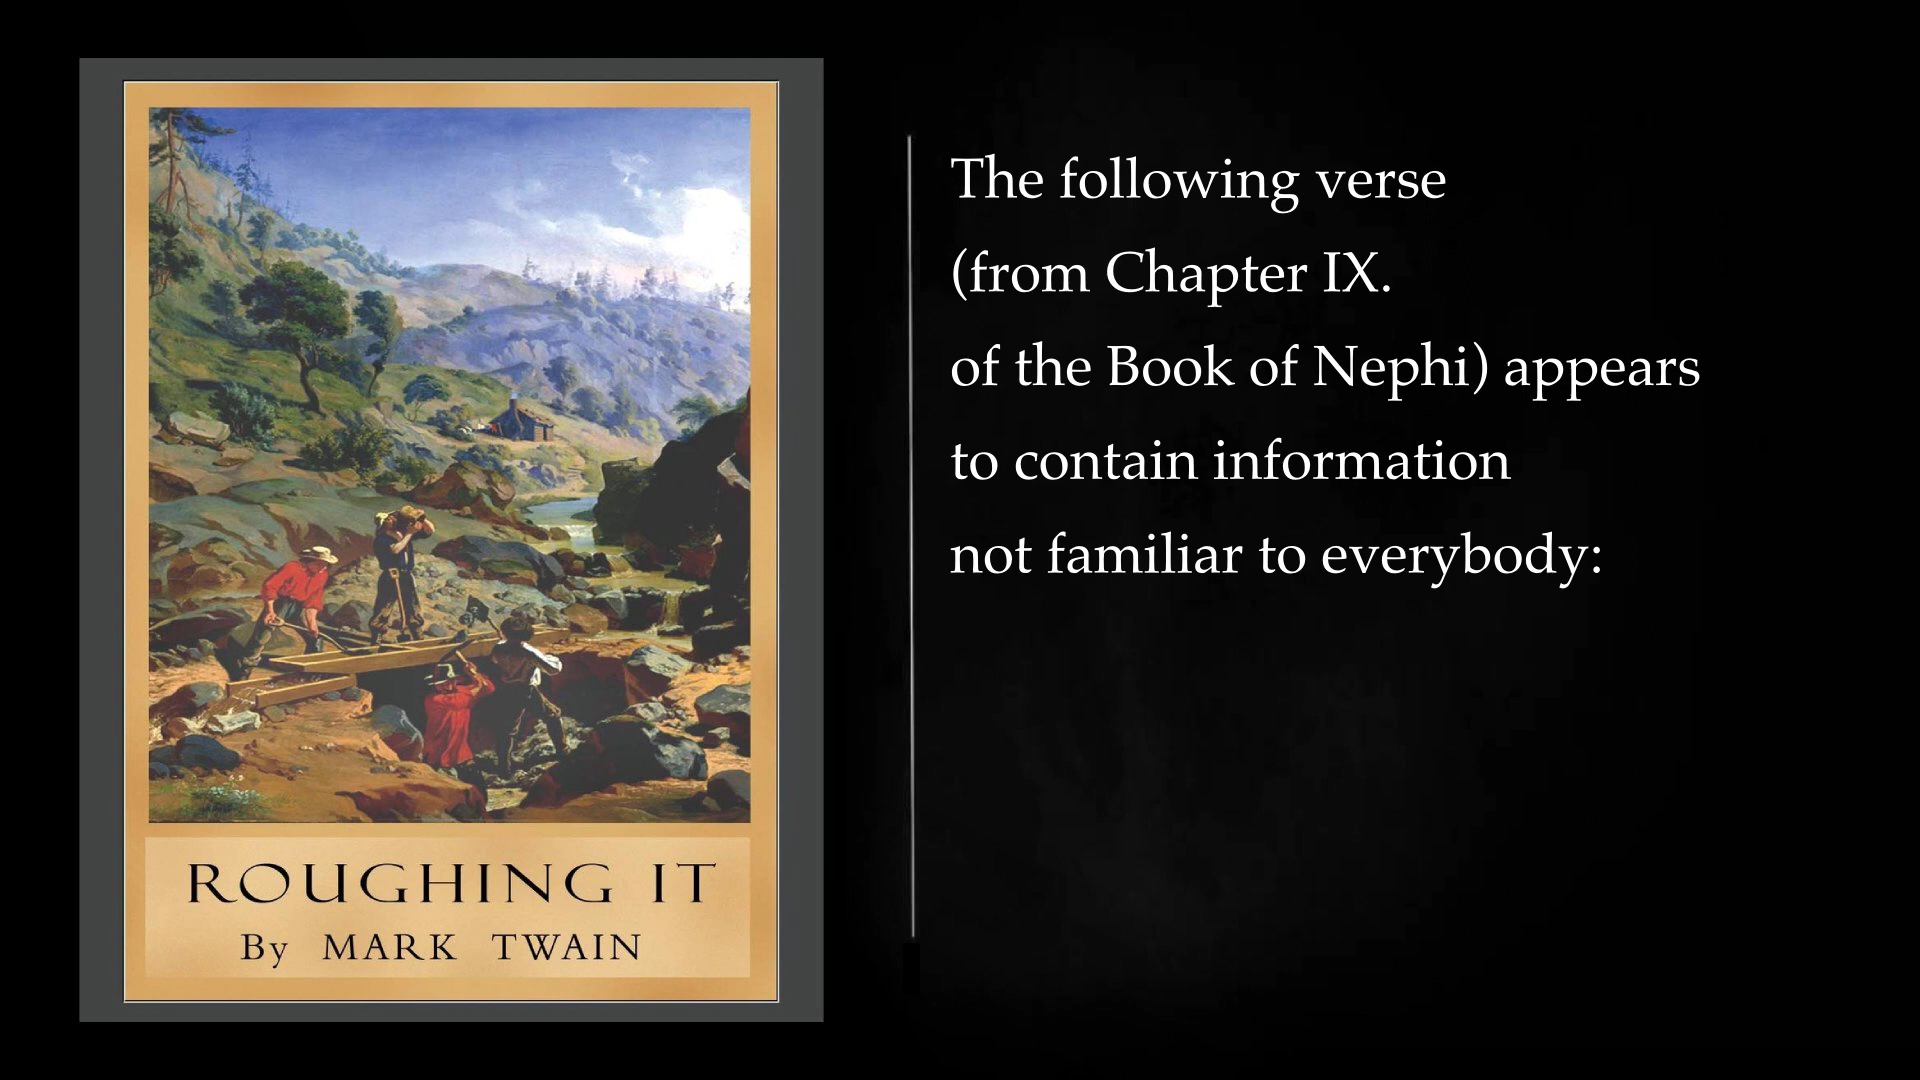 ROUGHING IT
By MARK TWAIN
The following verse
(from Chapter IX.
of the Book of Nephi) appears
to contain information
not familiar to everybody: